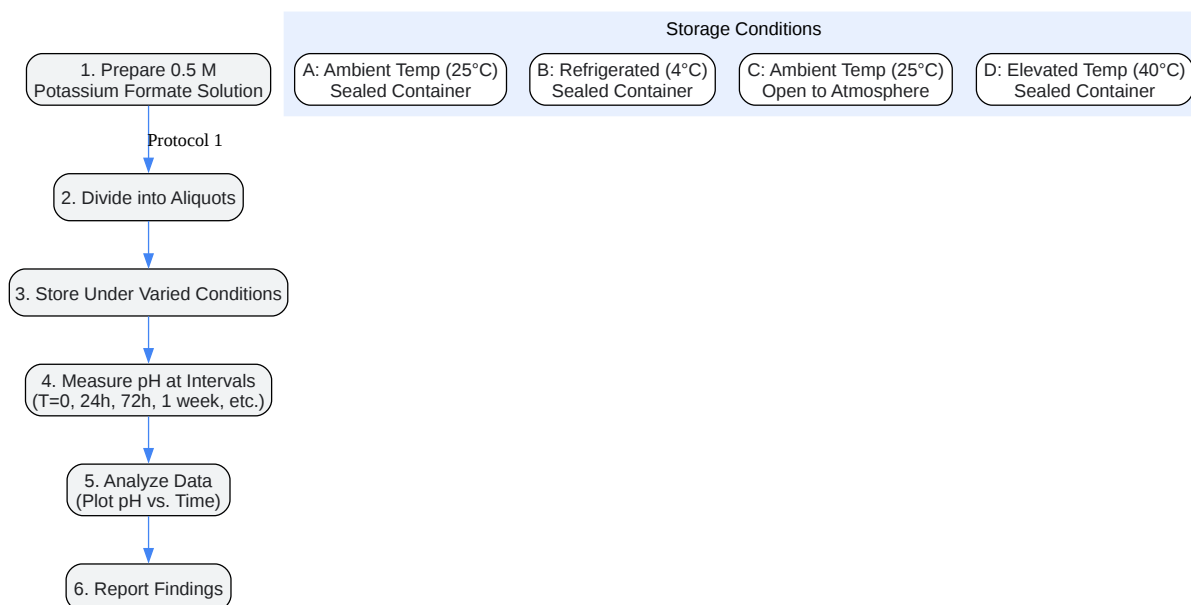 Storage Conditions
1. Prepare 0.5 M
Potassium Formate Solution
A: Ambient Temp (25°C)
Sealed Container
B: Refrigerated (4°C)
Sealed Container
C: Ambient Temp (25°C)
Open to Atmosphere
D: Elevated Temp (40°C)
Sealed Container
Protocol 1
2. Divide into Aliquots
3. Store Under Varied Conditions
4. Measure pH at Intervals
(T=0, 24h, 72h, 1 week, etc.)
5. Analyze Data
(Plot pH vs. Time)
6. Report Findings